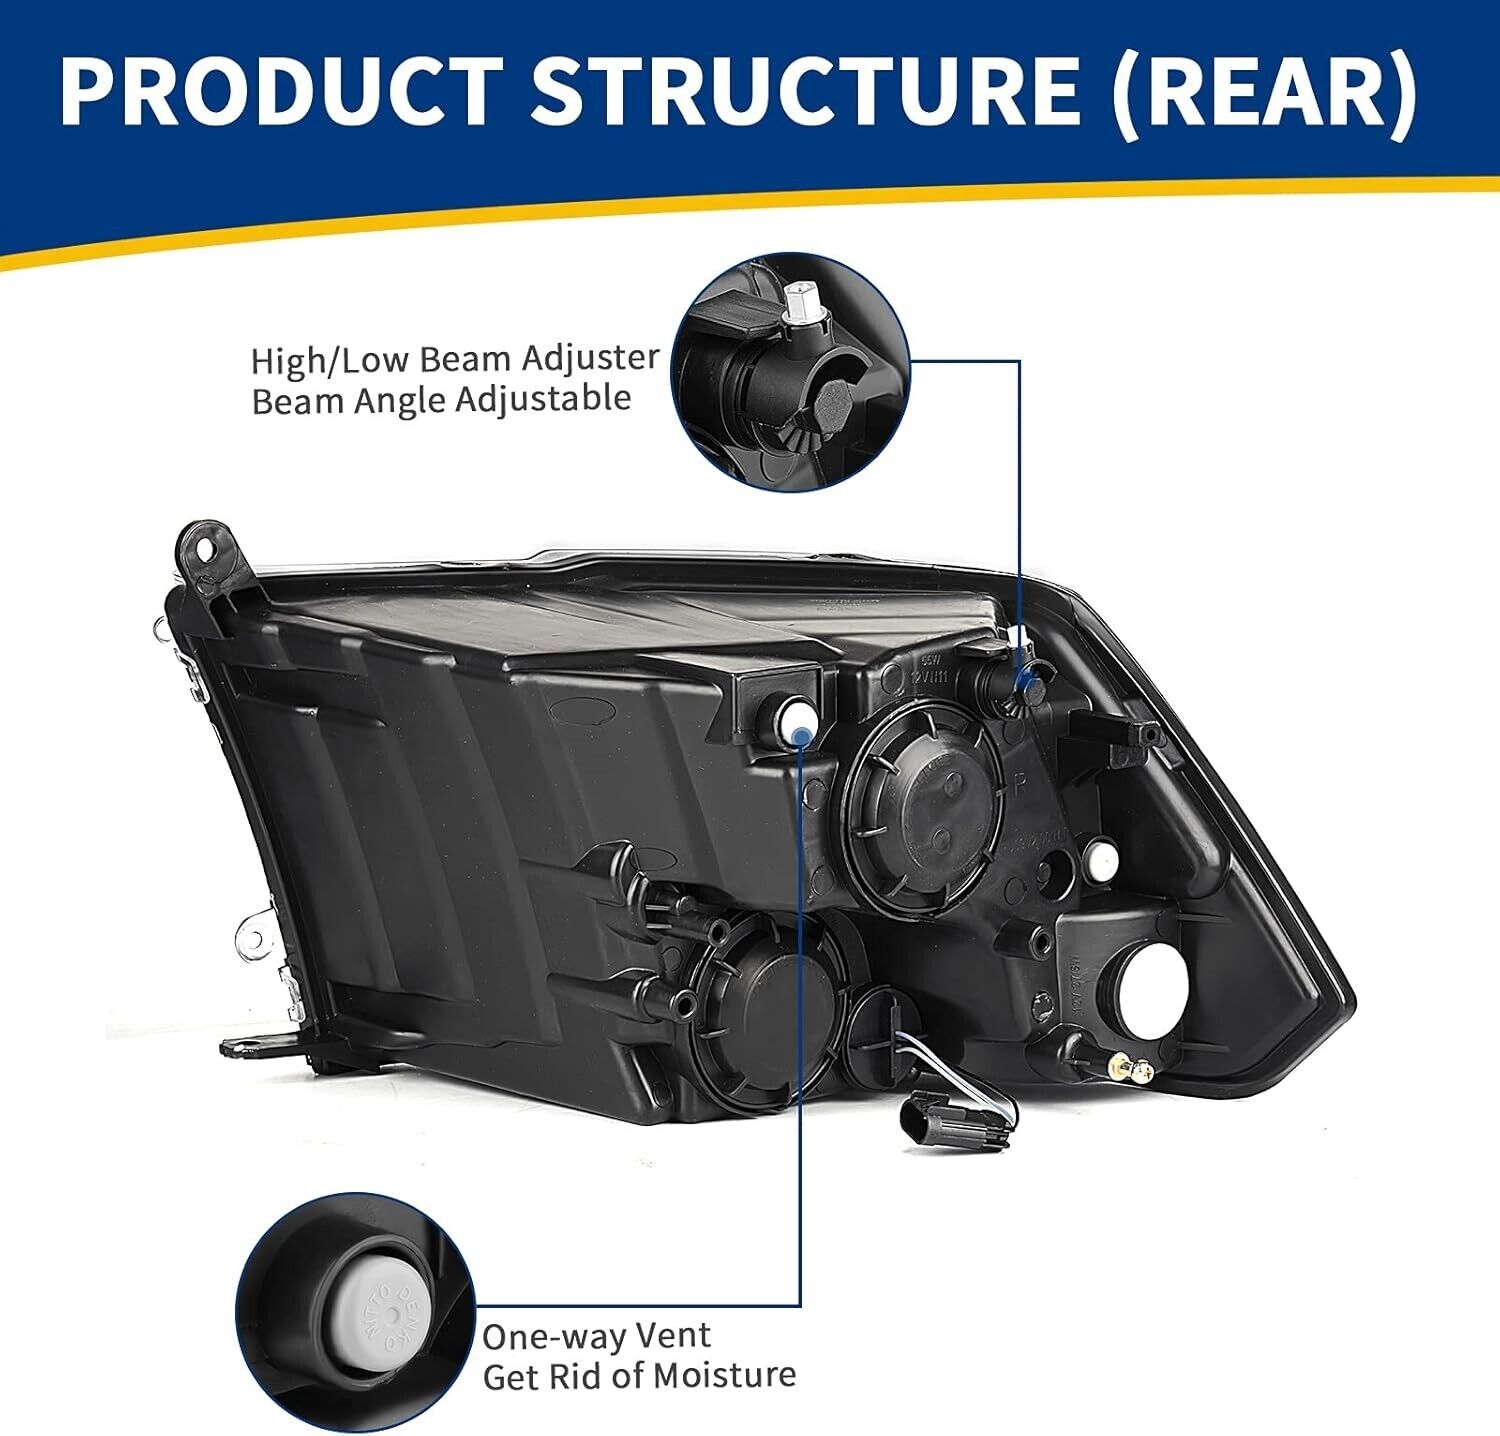 PRODUCT STRUCTURE (REAR)
High/Low Beam Adjuster
Beam Angle Adjustable
55W
12V H11
R
NITTO DENKO
One-way Vent
Get Rid of Moisture